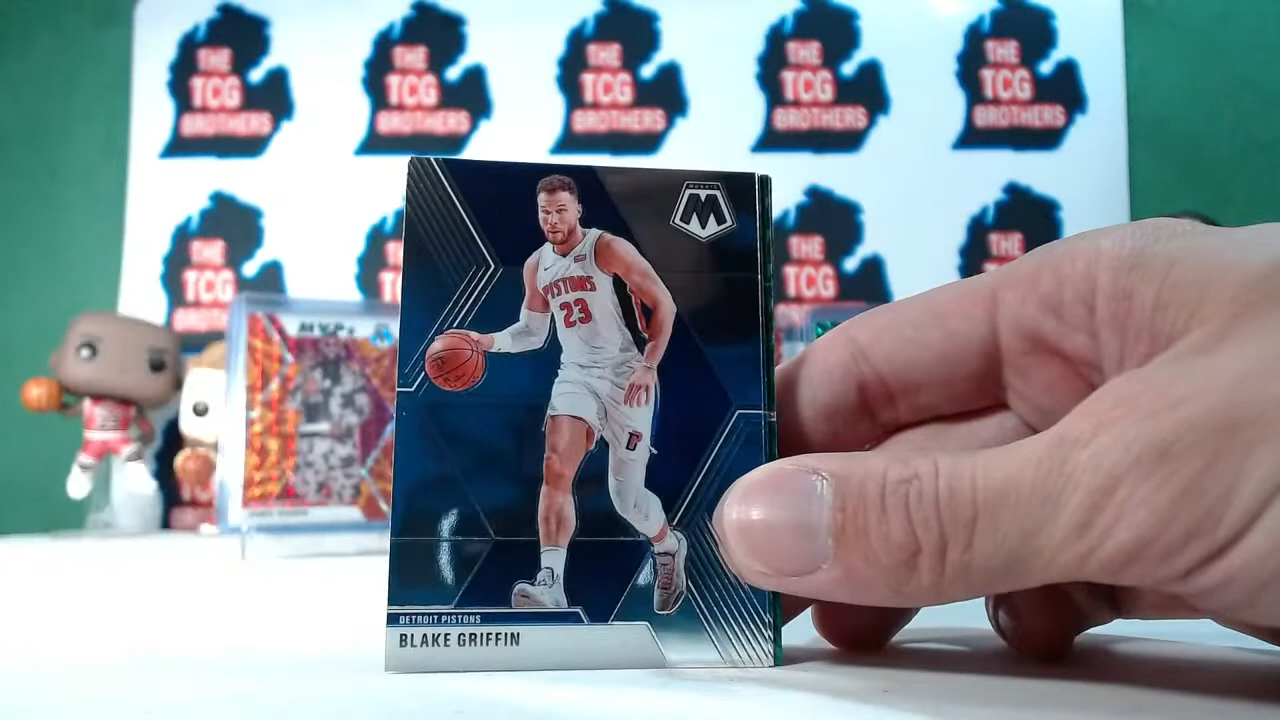 THE
TCG
BROTHERS
THE
TCG
BROTHERS
THE
TCG
BROTHERS
THE
TCG
BROTHERS
THE
TCG
BROTHERS
THE
TCG
THE
TCG
THE
MOSAIC
M
PISTONS
23
DETROIT PISTONS
BLAKE GRIFFIN
MVPs